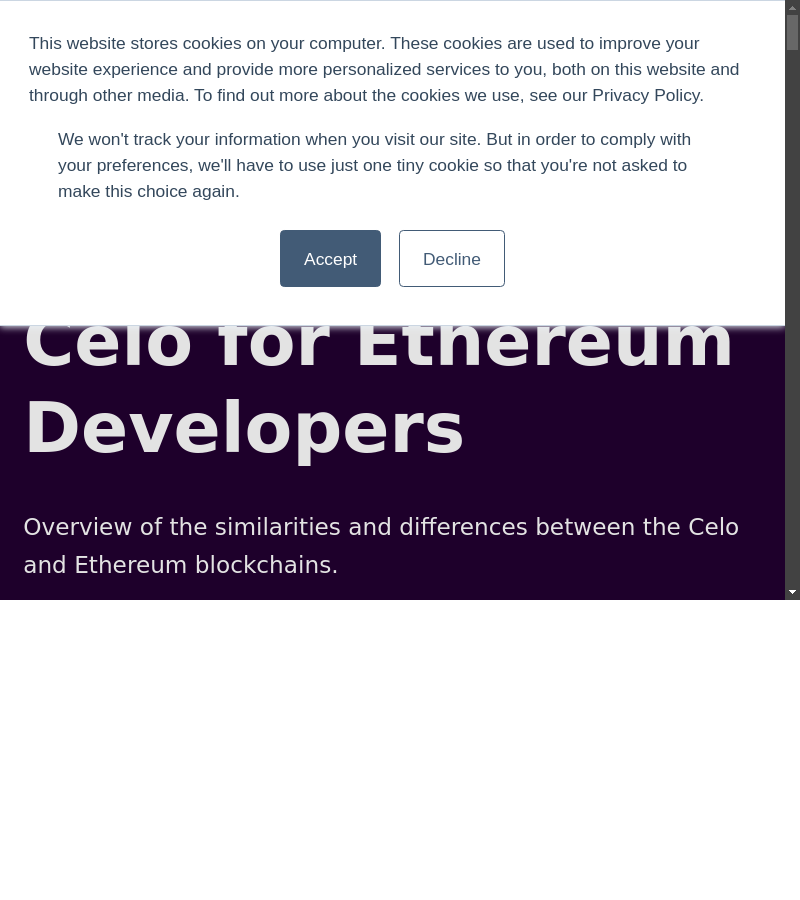 This website stores cookies on your computer. These cookies are used to improve your
website experience and provide more personalized services to you, both on this website and
through other media. To find out more about the cookies we use, see our Privacy Policy.
We won't track your information when you visit our site. But in order to comply with
your preferences, we'll have to use just one tiny cookie so that you're not asked to
make this choice again.
Accept Decline
Celo for Ethereum
Developers
Overview of the similarities and differences between the Celo
and Ethereum blockchains.